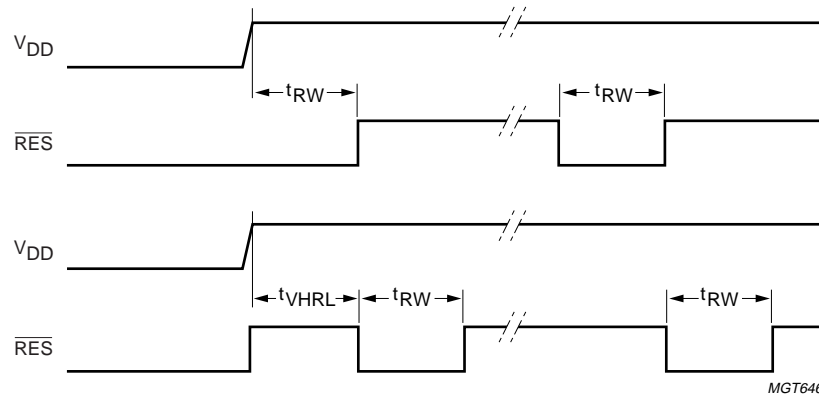 VDD
tRW tRW
RES
VDD
tVHRL tRW tRW
RES
MGT646